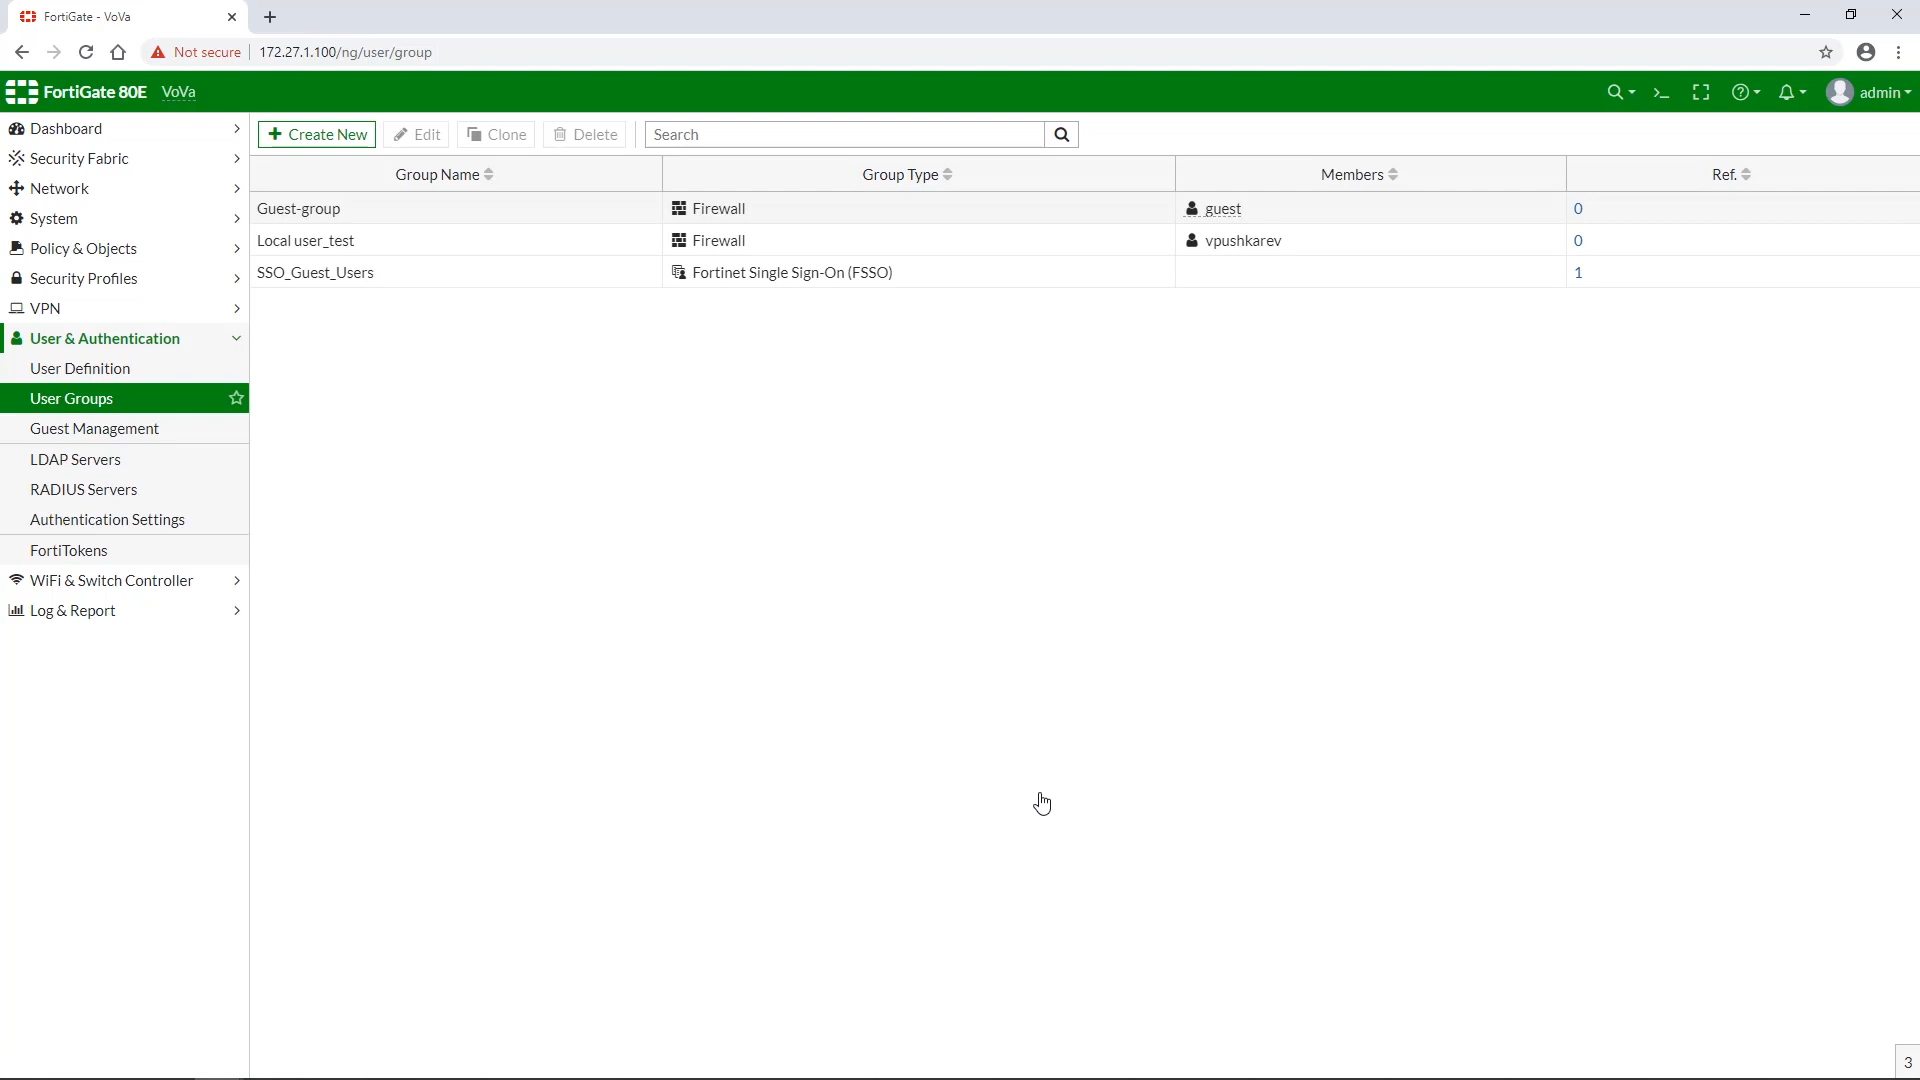 FortiGate - VoVa
Not secure 172.27.1.100/ng/user/group
FortiGate 80E VoVa
admin
Dashboard
Security Fabric
Network
System
Policy & Objects
Security Profiles
VPN
User & Authentication
User Definition
User Groups
Guest Management
LDAP Servers
RADIUS Servers
Authentication Settings
FortiTokens
WiFi & Switch Controller
Log & Report
Create New Edit Clone Delete Search
Group Name Group Type Members Ref.
Guest-group Firewall guest 0
Local user_test Firewall vpushkarev 0
SSO_Guest_Users Fortinet Single Sign-On (FSSO) 1
3